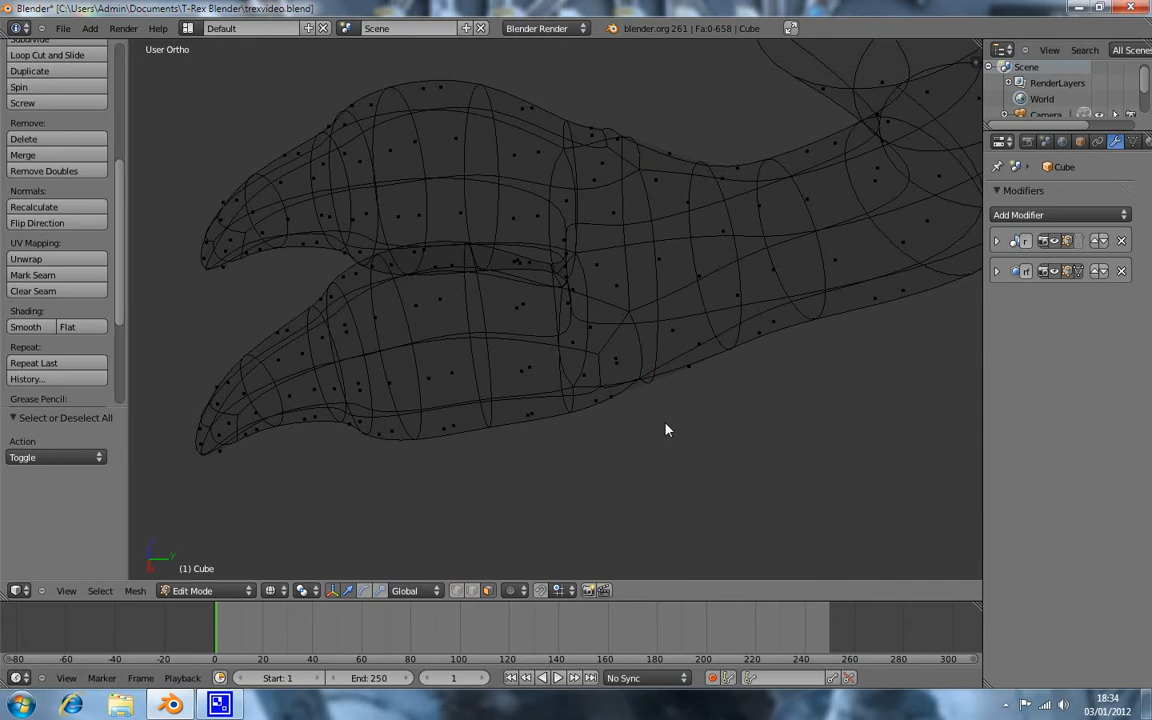 Blender* [C:\Users\Admin\Documents\T-Rex Blender\trexvideo.blend]
File Add Render Help Default Scene Blender Render blender.org 261 | Fa:0-658 | Cube View Search All Scenes
Loop Cut and Slide
Duplicate
Spin
Screw
Remove:
Delete
Merge
Remove Doubles
Normals:
Recalculate
Flip Direction
UV Mapping:
Unwrap
Mark Seam
Clear Seam
Shading:
Smooth Flat
Repeat:
Repeat Last
History...
Grease Pencil:
Select or Deselect All
Action
Toggle
User Ortho
y
(1) Cube
Scene
RenderLayers
World
Camera
Cube
Modifiers
Add Modifier
r
rf
View Select Mesh Edit Mode Global
-80 -60 -40 -20 0 20 40 60 80 100 120 140 160 180 200 220 240 260 280 300
View Marker Frame Playback Start: 1 End: 250 1 No Sync
18:34
03/01/2012